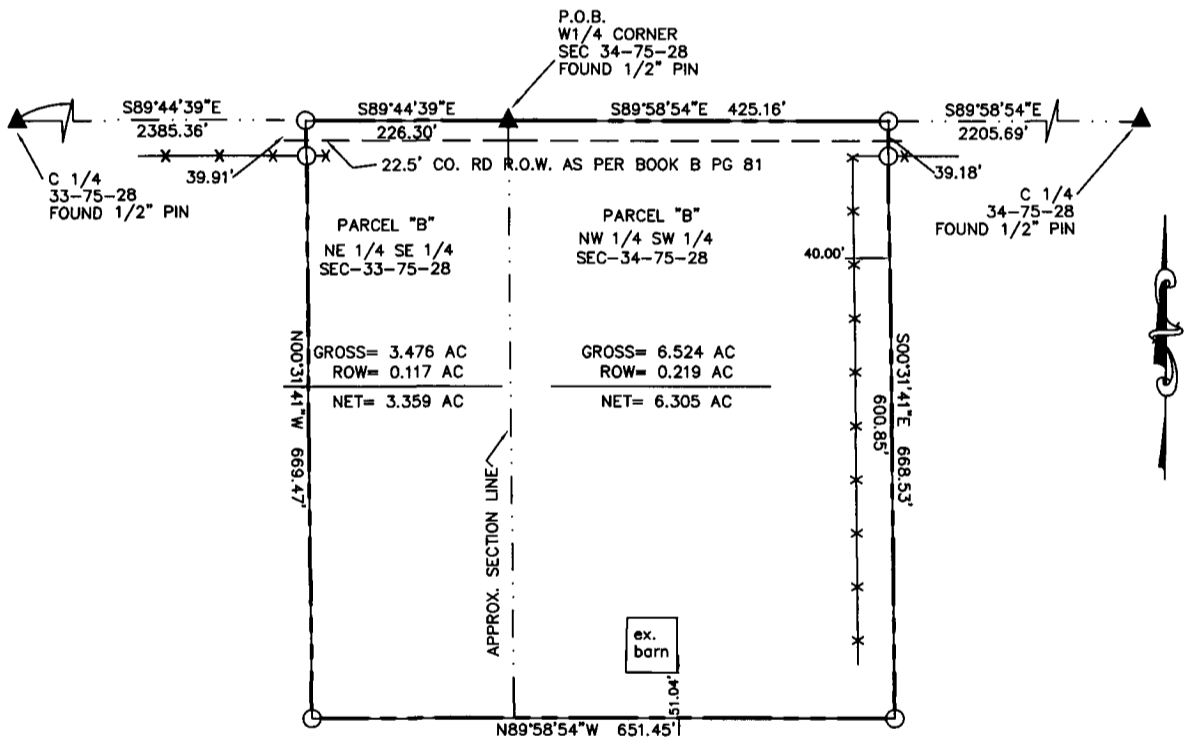 P.O.B.
W1/4 CORNER
SEC 34-75-28
FOUND 1/2" PIN
S89°44'39"E
2385.36'
S89°44'39"E
226.30'
S89°58'54"E 425.16'
S89°58'54"E
2205.69'
C 1/4
33-75-28
FOUND 1/2" PIN
39.91'
22.5' CO. RD R.O.W. AS PER BOOK B PG 81
39.18'
C 1/4
34-75-28
FOUND 1/2" PIN
PARCEL "B"
NE 1/4 SE 1/4
SEC-33-75-28
PARCEL "B"
NW 1/4 SW 1/4
SEC-34-75-28
40.00'
N00°31'41"W 669.47'
GROSS= 3.476 AC
ROW= 0.117 AC
NET= 3.359 AC
GROSS= 6.524 AC
ROW= 0.219 AC
NET= 6.305 AC
600.85'
S00°31'41"E 668.53'
APPROX. SECTION LINE
ex.
barn
51.04'
N89°58'54"W 651.45'